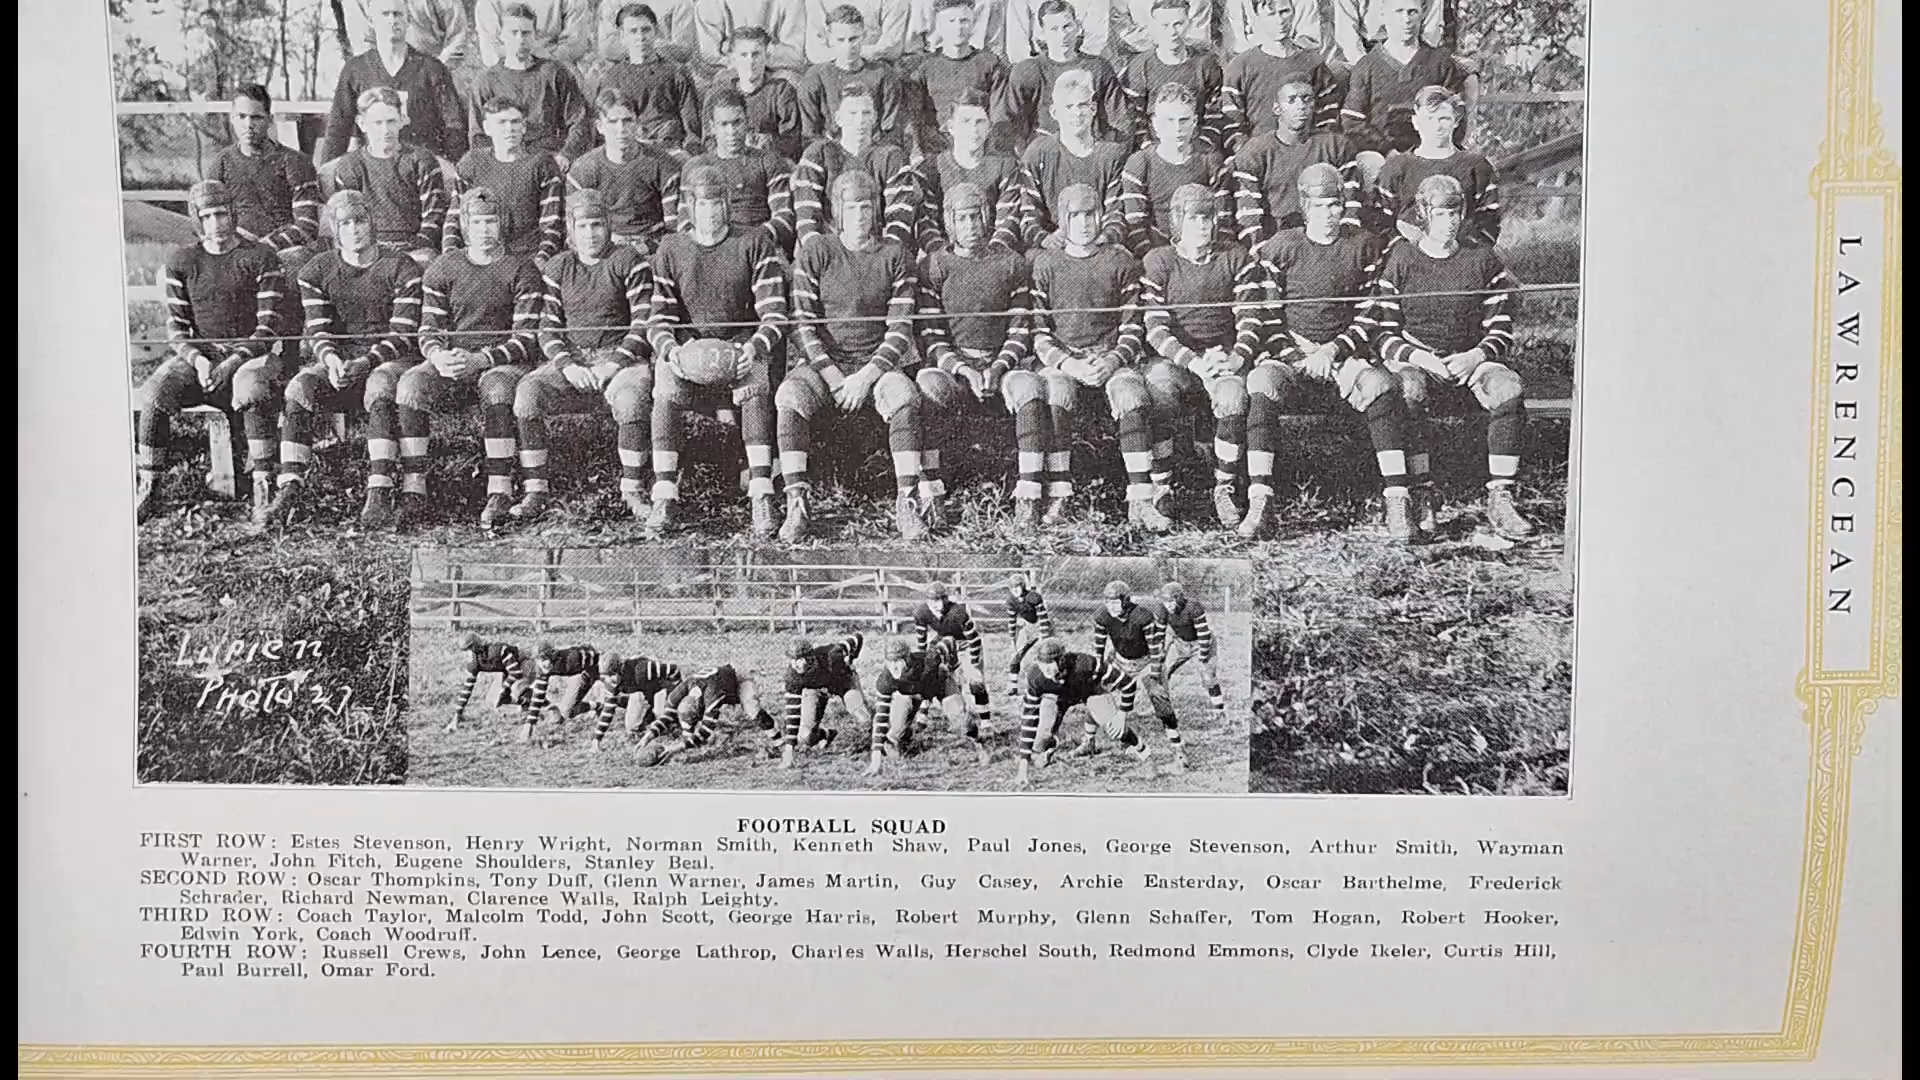 Lupien
Photo 27
FOOTBALL SQUAD
FIRST ROW: Estes Stevenson, Henry Wright, Norman Smith, Kenneth Shaw, Paul Jones, George Stevenson, Arthur Smith, Wayman
Warner, John Fitch, Eugene Shoulders, Stanley Beal.
SECOND ROW: Oscar Thompkins, Tony Duff, Glenn Warner, James Martin, Guy Casey, Archie Easterday, Oscar Barthelme, Frederick
Schrader, Richard Newman, Clarence Walls, Ralph Leighty.
THIRD ROW: Coach Taylor, Malcolm Todd, John Scott, George Harris, Robert Murphy, Glenn Schaffer, Tom Hogan, Robert Hooker,
Edwin York, Coach Woodruff.
FOURTH ROW: Russell Crews, John Lence, George Lathrop, Charles Walls, Herschel South, Redmond Emmons, Clyde Ikeler, Curtis Hill,
Paul Burrell, Omar Ford.
LAWRENCEAN